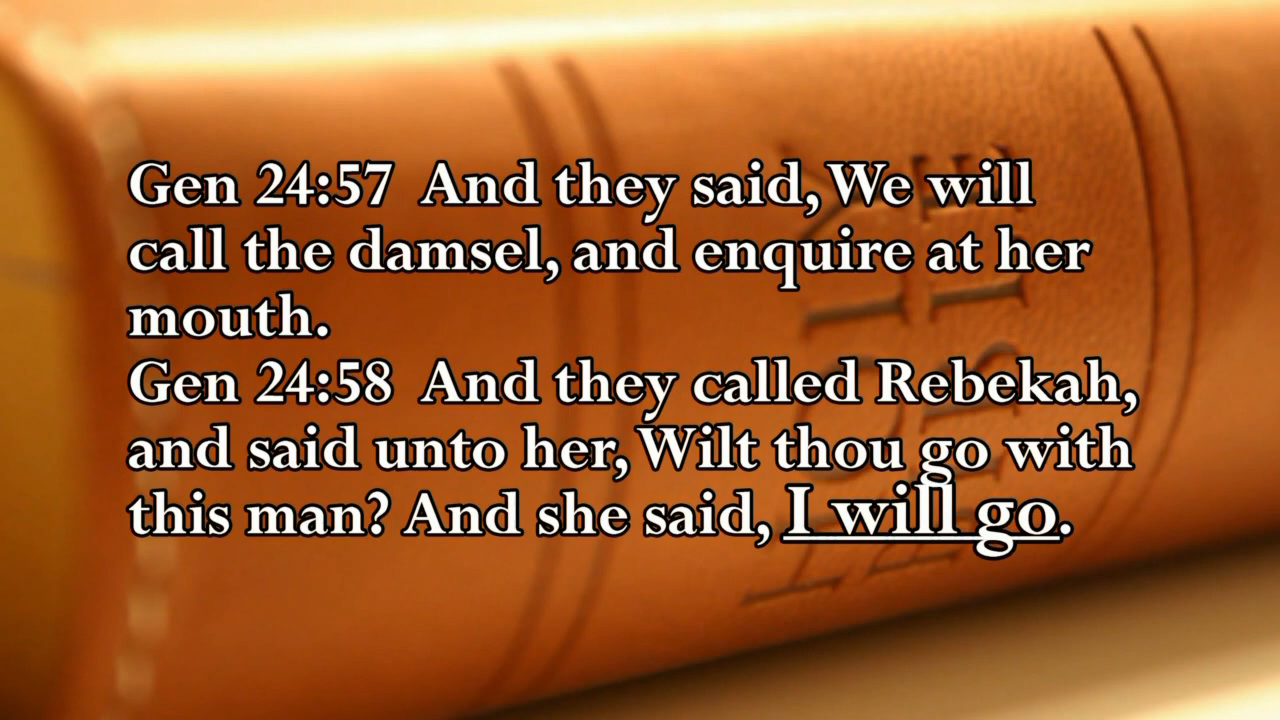 Gen 24:57  And they said, We will
call the damsel, and enquire at her
mouth.
Gen 24:58  And they called Rebekah,
and said unto her, Wilt thou go with
this man? And she said, I will go.
HOLY
BIBLE